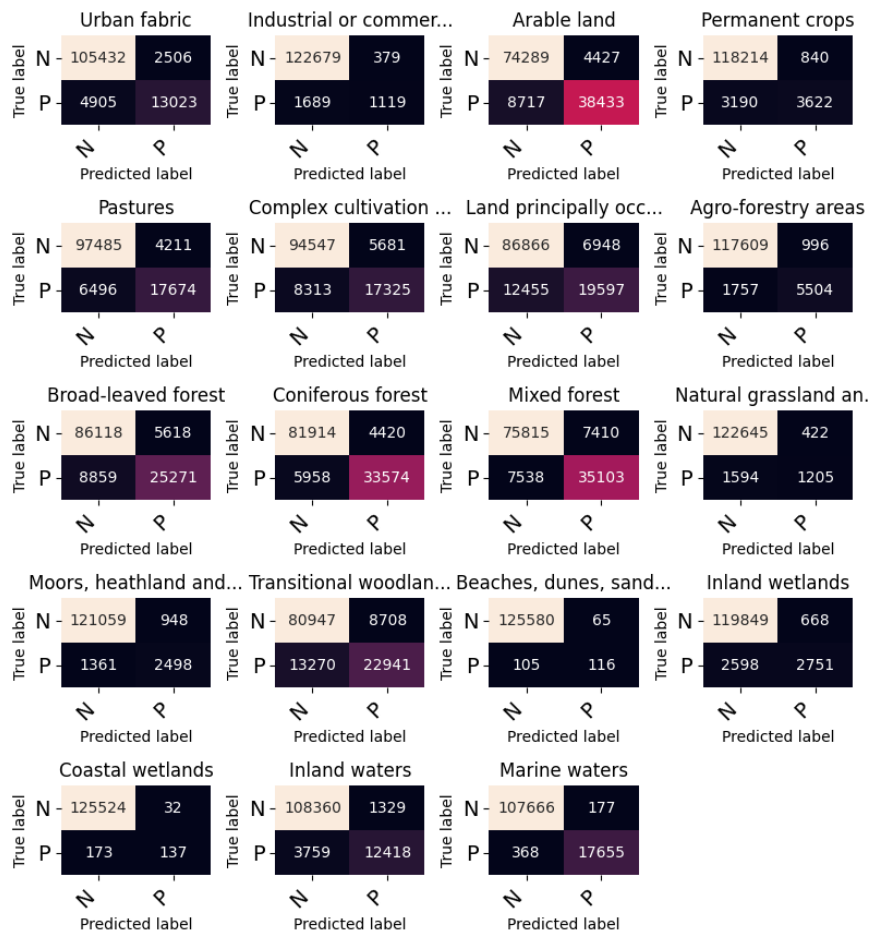 Urban fabric Industrial or commer... Arable land Permanent crops
True label N 105432 2506 True label N 122679 379 True label N 74289 4427 True label N 118214 840
P 4905 13023 P 1689 1119 P 8717 38433 P 3190 3622
N P N P N P N P
Predicted label Predicted label Predicted label Predicted label
Pastures Complex cultivation ... Land principally occ... Agro-forestry areas
True label N 97485 4211 True label N 94547 5681 True label N 86866 6948 True label N 117609 996
P 6496 17674 P 8313 17325 P 12455 19597 P 1757 5504
N P N P N P N P
Predicted label Predicted label Predicted label Predicted label
Broad-leaved forest Coniferous forest Mixed forest Natural grassland an.
True label N 86118 5618 True label N 81914 4420 True label N 75815 7410 True label N 122645 422
P 8859 25271 P 5958 33574 P 7538 35103 P 1594 1205
N P N P N P N P
Predicted label Predicted label Predicted label Predicted label
Moors, heathland and... Transitional woodlan... Beaches, dunes, sand... Inland wetlands
True label N 121059 948 True label N 80947 8708 True label N 125580 65 True label N 119849 668
P 1361 2498 P 13270 22941 P 105 116 P 2598 2751
N P N P N P N P
Predicted label Predicted label Predicted label Predicted label
Coastal wetlands Inland waters Marine waters
True label N 125524 32 True label N 108360 1329 True label N 107666 177
P 173 137 P 3759 12418 P 368 17655
N P N P N P
Predicted label Predicted label Predicted label